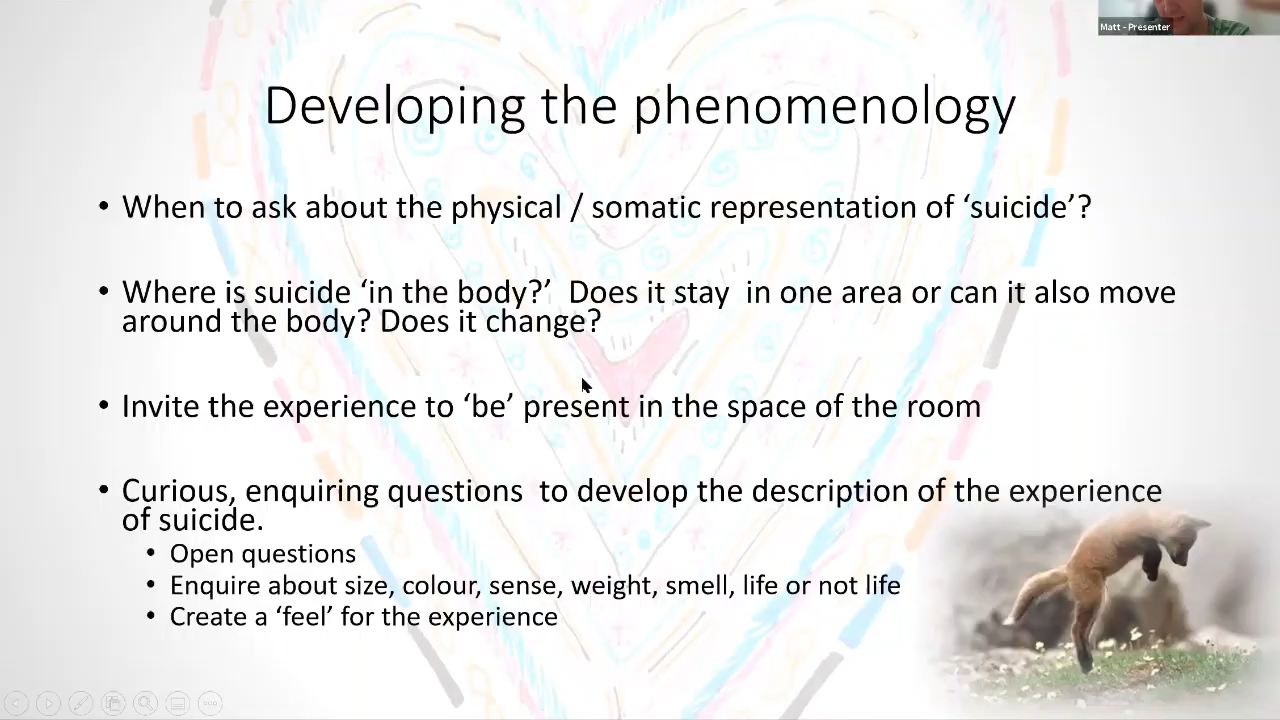 Matt - Presenter
Developing the phenomenology
• When to ask about the physical / somatic representation of ‘suicide’?
• Where is suicide ‘in the body?’  Does it stay  in one area or can it also move
around the body? Does it change?
• Invite the experience to ‘be’ present in the space of the room
• Curious, enquiring questions  to develop the description of the experience
of suicide.
• Open questions
• Enquire about size, colour, sense, weight, smell, life or not life
• Create a ‘feel’ for the experience